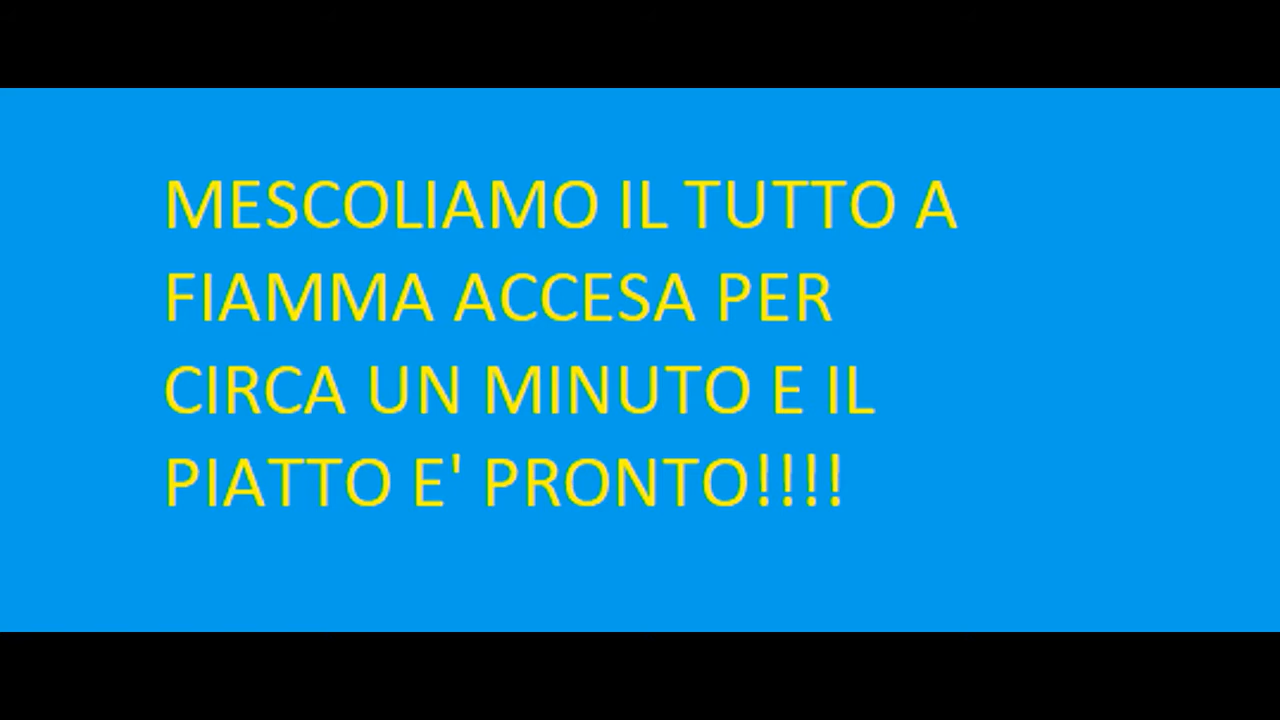 MESCOLIAMO IL TUTTO A
FIAMMA ACCESA PER
CIRCA UN MINUTO E IL
PIATTO E' PRONTO!!!!